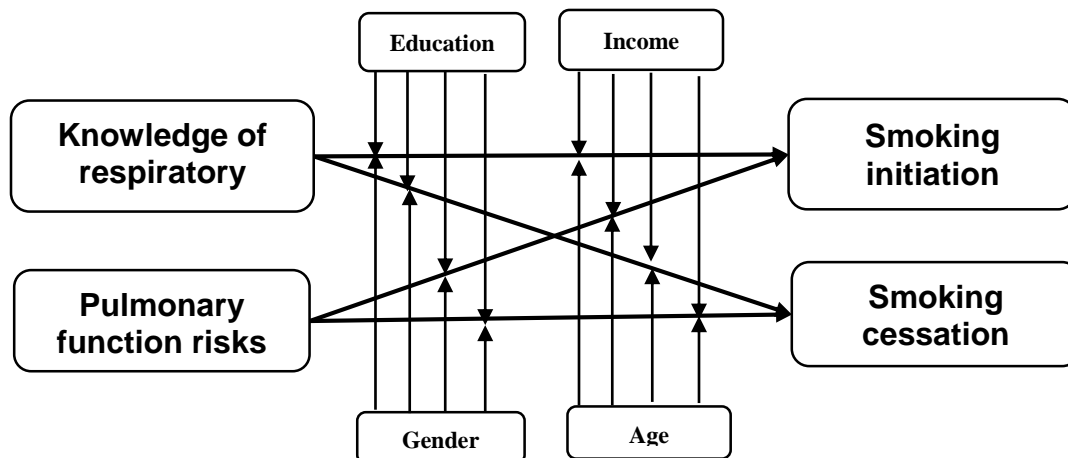 Education
Income
Knowledge of
respiratory
Smoking
initiation
Pulmonary
function risks
Smoking
cessation
Gender
Age